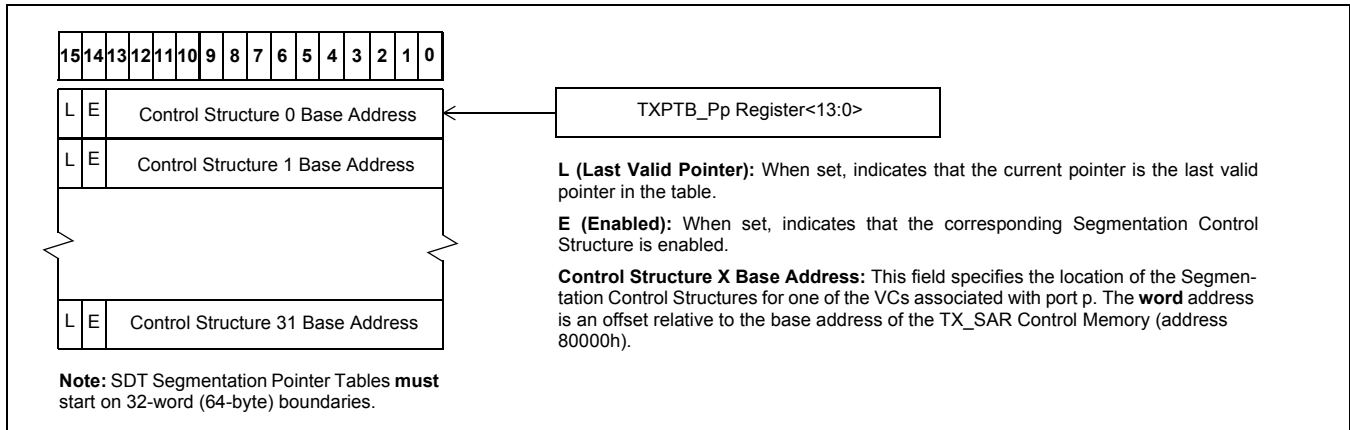 15 14 13 12 11 10 9 8 7 6 5 4 3 2 1 0
L E Control Structure 0 Base Address
TXPTB_Pp Register<13:0>
L E Control Structure 1 Base Address
L E Control Structure 31 Base Address
Note: SDT Segmentation Pointer Tables must
start on 32-word (64-byte) boundaries.
L (Last Valid Pointer): When set, indicates that the current pointer is the last valid
pointer in the table.
E (Enabled): When set, indicates that the corresponding Segmentation Control
Structure is enabled.
Control Structure X Base Address: This field specifies the location of the Segmen-
tation Control Structures for one of the VCs associated with port p. The word address
is an offset relative to the base address of the TX_SAR Control Memory (address
80000h).